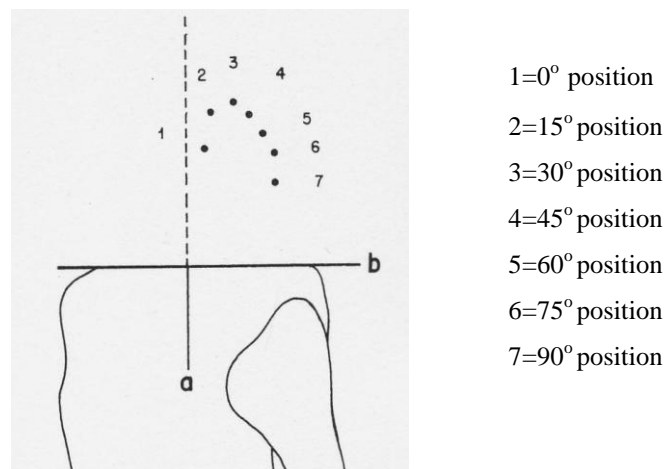 3
2
4
1
5
6
7
b
a
1=0° position
2=15° position
3=30° position
4=45° position
5=60° position
6=75° position
7=90° position